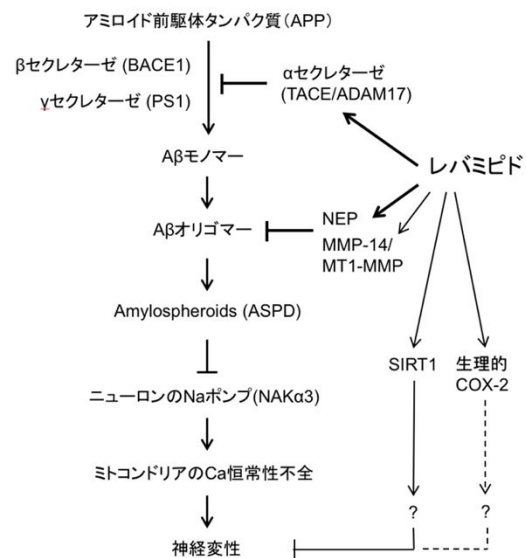 アミロイド前駆体タンパク質(APP)
βセクレターゼ (BACE1)
γセクレターゼ (PS1)
αセクレターゼ
(TACE/ADAM17)
Aβモノマー
レバミピド
Aβオリゴマー
NEP
MMP-14/
MT1-MMP
Amylospheroids (ASPD)
SIRT1
生理的
COX-2
ニューロンのNaポンプ(NAKα3)
ミトコンドリアのCa恒常性不全
?
?
神経変性